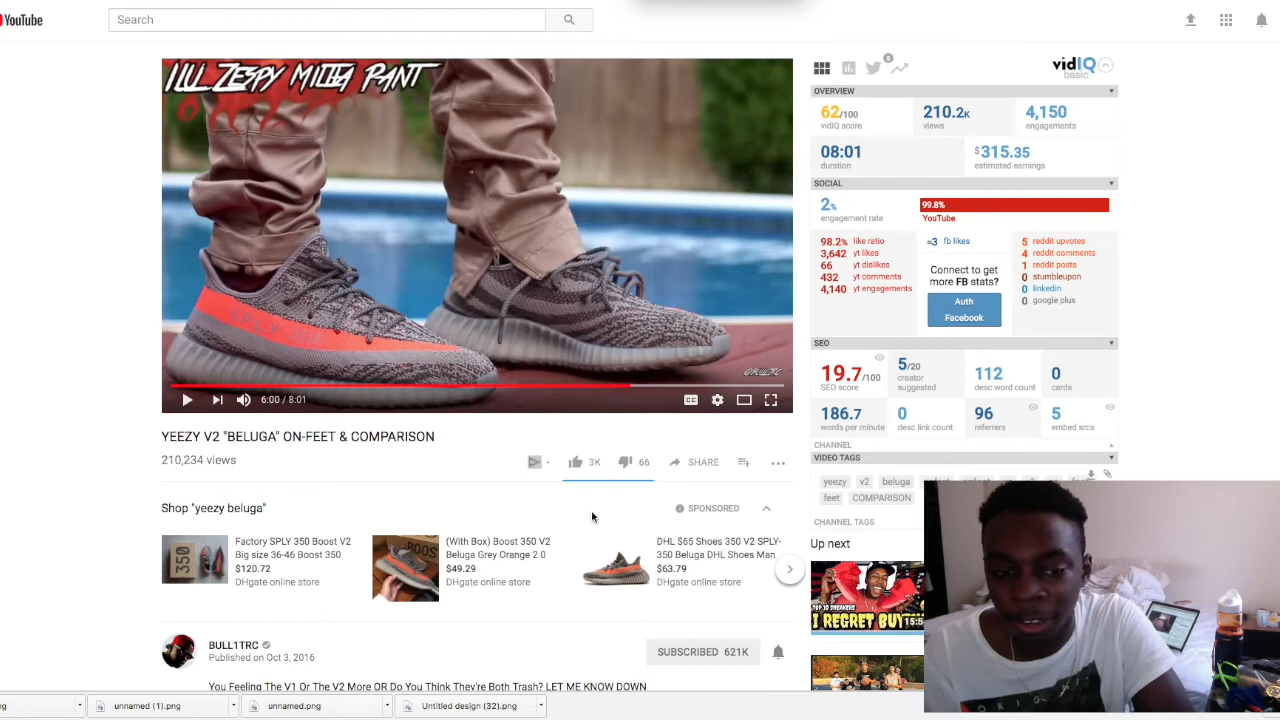 YouTube
Search
LUL ZESPY MILITA PANT
6:00 / 8:01
YEEZY V2 "BELUGA" ON-FEET & COMPARISON
210,234 views
3K
66
SHARE
Shop "yeezy beluga"
SPONSORED
Factory SPLY 350 Boost V2
Big size 36-46 Boost 350
$120.72
DHgate online store
(With Box) Boost 350 V2
Beluga Grey Orange 2.0
$49.29
DHgate online store
DHL $65 Shoes 350 V2 SPLY-
350 Beluga DHL Shoes Man
$63.79
DHgate online store
BULL1TRC
Published on Oct 3, 2016
SUBSCRIBED 621K
You Feeling The V1 Or The V2 More OR Do You Think They're Both Trash? LET ME KNOW DOWN
vidIQ
basic
OVERVIEW
62/100
vidIQ score
210.2K
views
4,150
engagements
08:01
duration
$315.35
estimated earnings
SOCIAL
2%
engagement rate
99.8%
YouTube
98.2% like ratio
3,642 yt likes
66 yt dislikes
432 yt comments
4,140 yt engagements
≈3 fb likes
Connect to get
more FB stats?
Auth
Facebook
5 reddit upvotes
4 reddit comments
1 reddit posts
0 stumbleupon
0 linkedin
0 google plus
SEO
19.7/100
SEO score
5/20
creator
suggested
112
desc word count
0
cards
186.7
words per minute
0
desc link count
96
referrers
5
embed srcs
CHANNEL
VIDEO TAGS
yeezy v2 beluga
feet COMPARISON
CHANNEL TAGS
Up next
TOP 10 SNEAKERS
I REGRET BUY
15:5
ng
unnamed (1).png
unnamed.png
Untitled design (32).png
ORIG